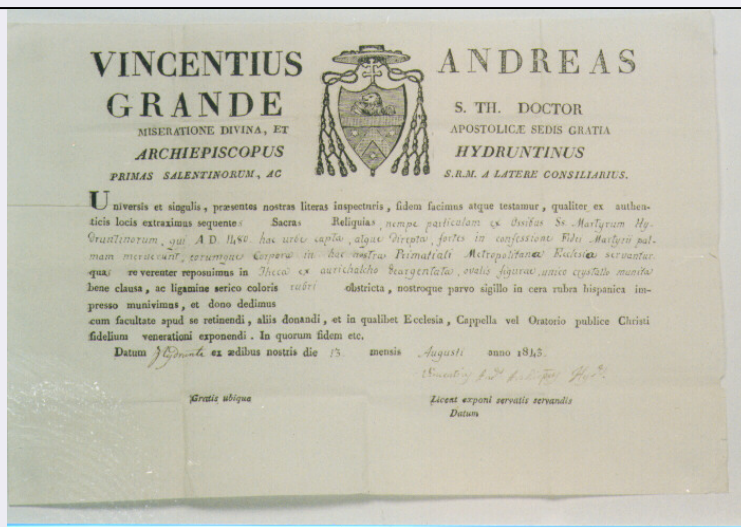 VINCENTIUS ANDREAS
GRANDE S. TH. DOCTOR
MISERATIONE DIVINA, ET APOSTOLICÆ SEDIS GRATIA
ARCHIEPISCOPUS HYDRUNTINUS
PRIMAS SALENTINORUM, AC S.R.M. A LATERE CONSILIARIUS.
Universis et singulis, præsentes nostras literas inspecturis, fidem facimus atque testamur, qualiter ex authen-
ticis locis extraximus sequentes Sacras Reliquias, nempe particulam ex Ossibus Ss. Martyrum Hy-
druntinorum, qui A.D. 1480. hac urbe capta, atque direpta, fortes in confessione Fidei Martyrii pal-
mam meruerunt, eorumque Corpora in hac nostra Primatiali Metropolitana Ecclesia servantur
quas reverenter reposuimus in Theca ex aurichalcho deargentata, ovalis figuræ, unico crystallo munita
bene clausa, ac ligamine serico coloris rubri obstricta, nostroque parvo sigillo in cera rubra hispanica im-
presso munivimus, et dono dedimus
cum facultate apud se retinendi, aliis donandi, et in qualibet Ecclesia, Cappella vel Oratorio publice Christi
fidelium venerationi exponendi. In quorum fidem etc.
Datum Hydrunti ex ædibus nostris die 13. mensis Augusti anno 1843.
Gratis ubique Licent exponi servatis servandis
Datum